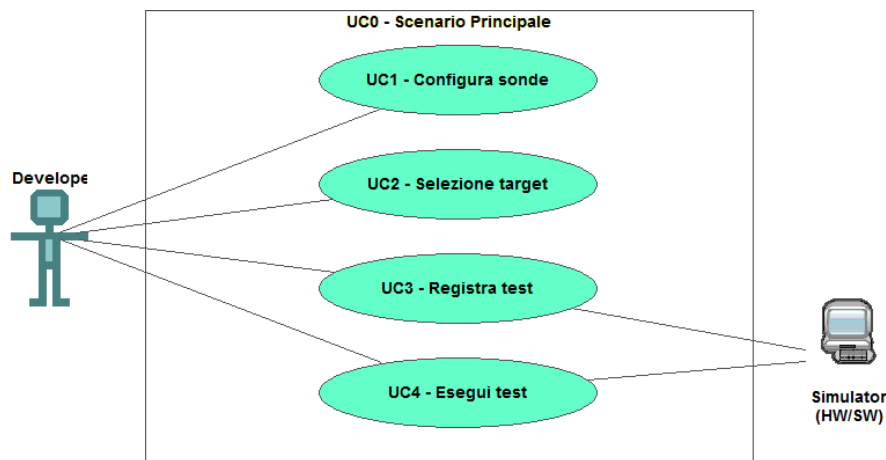 UC0 - Scenario Principale
UC1 - Configura sonde
Develope
UC2 - Selezione target
UC3 - Registra test
UC4 - Esegui test
Simulator
(HW/SW)